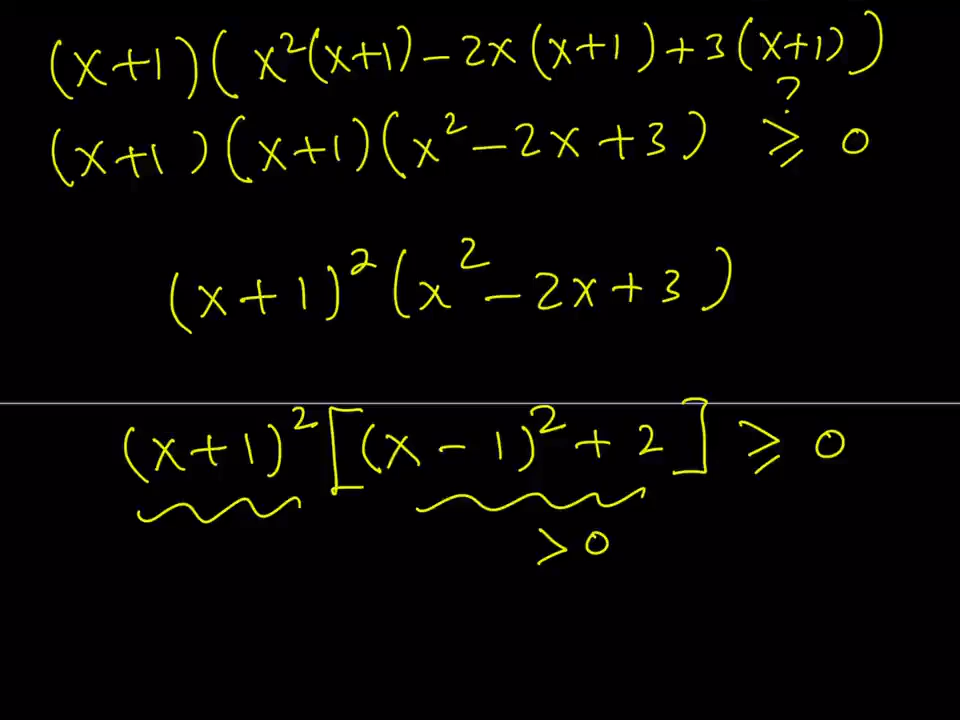 (x+1)(x²(x+1)-2x(x+1)+3(x+1))
?
(x+1)(x+1)(x²-2x+3) ≥ 0
(x+1)²(x²-2x+3)
(x+1)²[(x-1)²+2] ≥ 0
>0